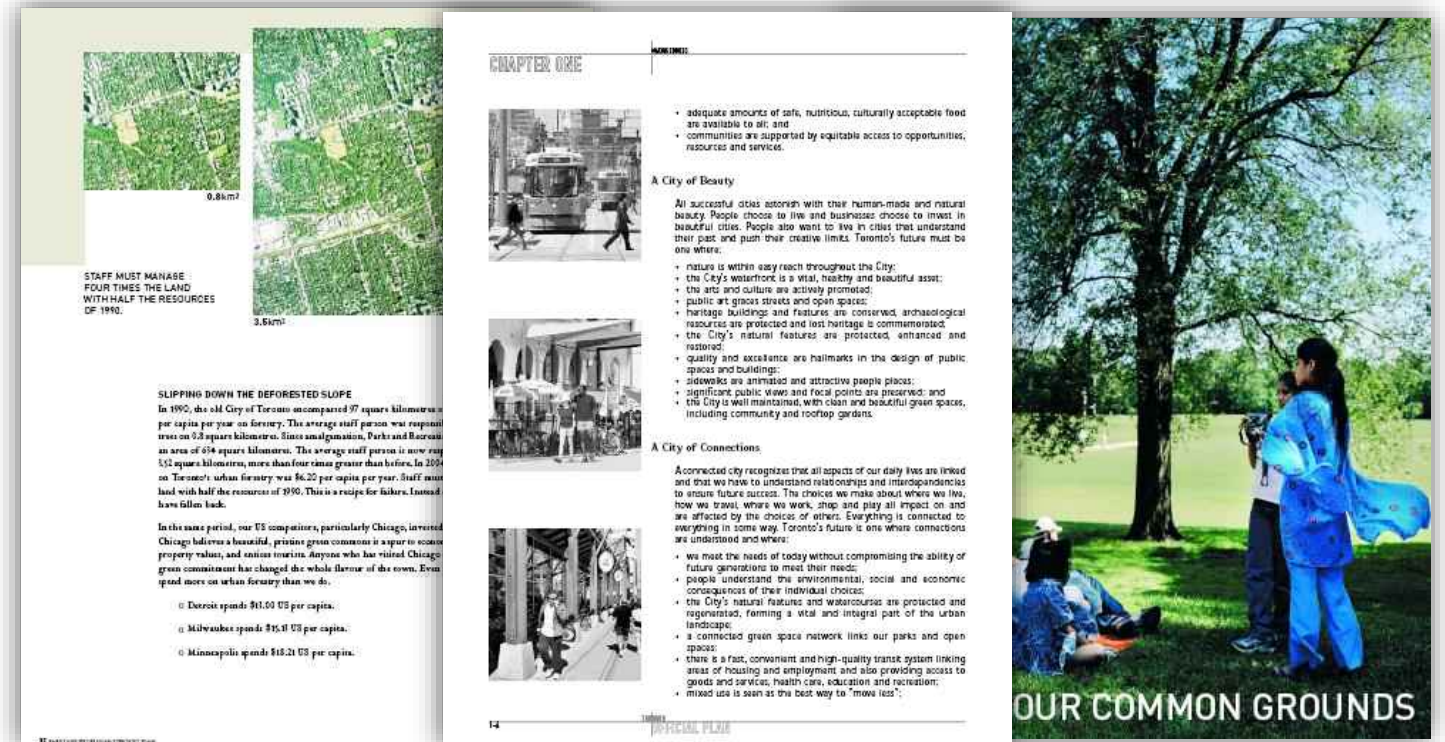 0.8km²
3.5km²
STAFF MUST MANAGE
FOUR TIMES THE LAND
WITH HALF THE RESOURCES
OF 1990.
SLIPPING DOWN THE DEFORESTED SLOPE
In 1990, the old City of Toronto encompassed 97 square kilometres
per capita per year on forestry. The average staff person was
trees on 0.8 square kilometres. Since amalgamation, Parks and
an area of 634 square kilometres. The average staff person is now
3.52 square kilometres, more than four times greater than before. In
on Toronto's urban forestry was $6.20 per capita per year. Staff
land with half the resources of 1990. This is a recipe for failure. Instead
have fallen back.
In the same period, our US competitors, particularly Chicago, invested
Chicago believes a beautiful, pristine green commons is a spur to
property values, and entices tourists. Anyone who has visited Chicago
green commitment has changed the whole flavour of the town. Even
spend more on urban forestry than we do.
Detroit spends US per capita.
Milwaukee spends US per capita.
Minneapolis spends $18.21 US per capita.
CHAPTER ONE
• adequate amounts of safe, nutritious, culturally acceptable food
are available to all; and
• communities are supported by equitable access to opportunities,
resources and services.
A City of Beauty
All successful cities astonish with their human-made and natural
beauty. People choose to live and businesses choose to invest in
beautiful cities. People also want to live in cities that understand
their past and push their creative limits. Toronto's future must be
one where:
• nature is within easy reach throughout the City;
• the City's waterfront is a vital, healthy and beautiful asset;
• the arts and culture are actively promoted;
• public art graces streets and open spaces;
• heritage buildings and features are conserved, archaeological
resources are protected and lost heritage is commemorated;
• the City's natural features are protected, enhanced and
restored;
• quality and excellence are hallmarks in the design of public
spaces and buildings;
• sidewalks are animated and attractive people places;
• significant public views and focal points are preserved; and
• the City is well maintained, with clean and beautiful green spaces,
including community and rooftop gardens.
A City of Connections
A connected city recognizes that all aspects of our daily lives are linked
and that we have to understand relationships and interdependencies
to ensure future success. The choices we make about where we live,
how we travel, where we work, shop and play all impact on and
are affected by the choices of others. Everything is connected to
everything in some way. Toronto's future is one where connections
are understood and where:
• we meet the needs of today without compromising the ability of
future generations to meet their needs;
• people understand the environmental, social and economic
consequences of their individual choices;
• the City's natural features and watercourses are protected and
regenerated, forming a vital and integral part of the urban
landscape;
• a connected green space network links our parks and open
spaces;
• there is a fast, convenient and high-quality transit system linking
areas of housing and employment and also providing access to
goods and services, health care, education and recreation;
• mixed use is seen as the best way to "move less";
OFFICIAL PLAN
OUR COMMON GROUNDS